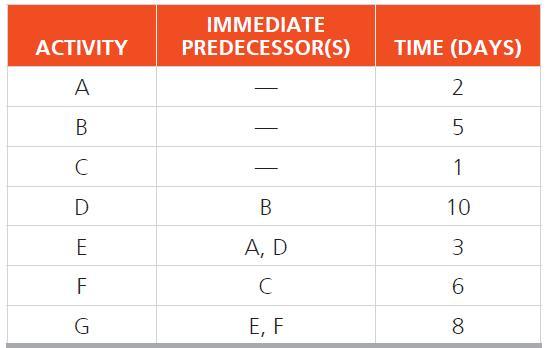 ACTIVITY IMMEDIATE PREDECESSOR(S) TIME (DAYS)
A — 2
B — 5
C — 1
D B 10
E A, D 3
F C 6
G E, F 8